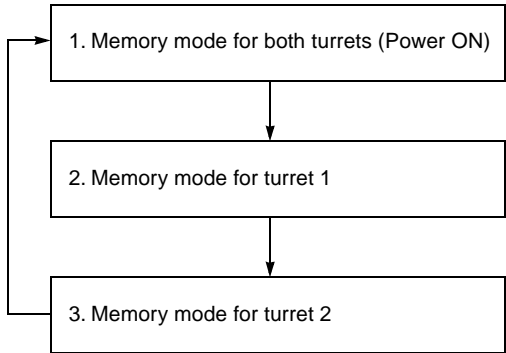 1. Memory mode for both turrets (Power ON)
2. Memory mode for turret 1
3. Memory mode for turret 2